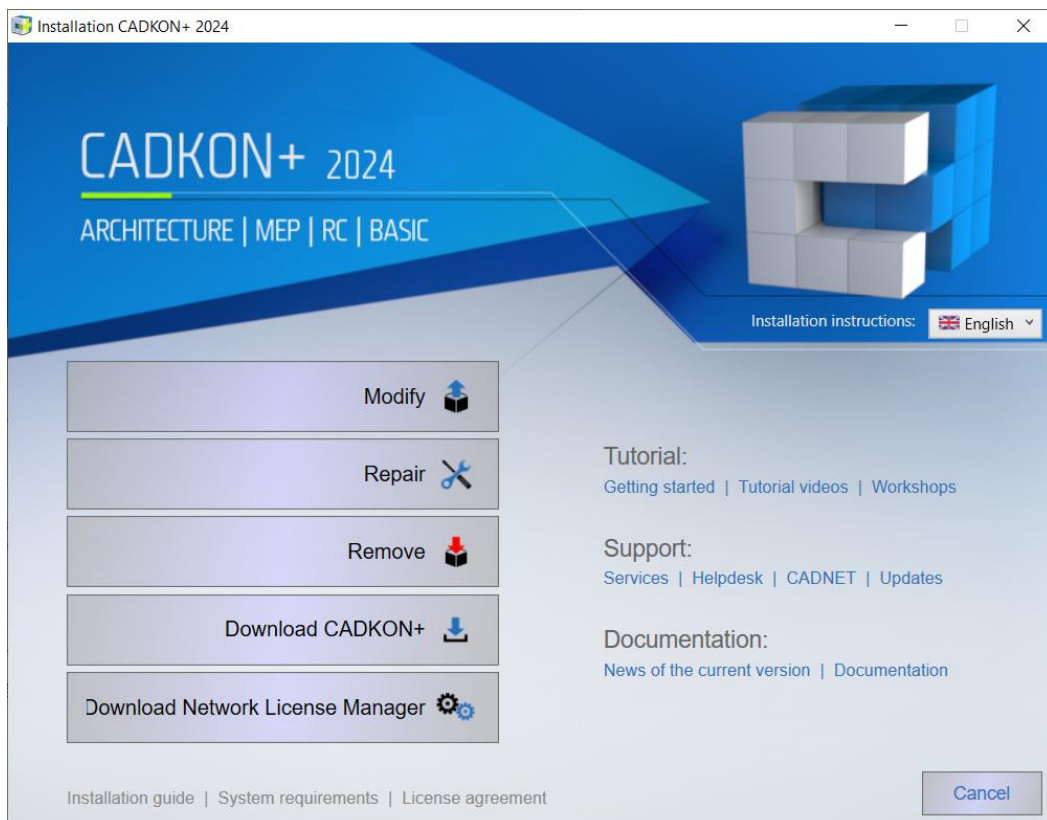 Installation CADKON+ 2024
CADKON+ 2024
ARCHITECTURE | MEP | RC | BASIC
Installation instructions: English
Modify
Repair
Remove
Download CADKON+
Download Network License Manager
Tutorial:
Getting started | Tutorial videos | Workshops
Support:
Services | Helpdesk | CADNET | Updates
Documentation:
News of the current version | Documentation
Installation guide | System requirements | License agreement
Cancel